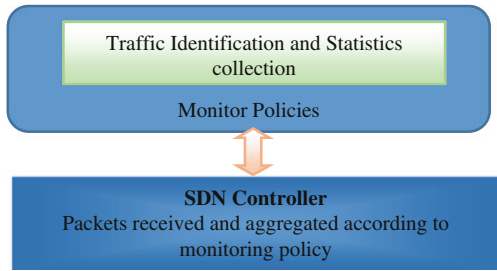 Traffic Identification and Statistics
collection
Monitor Policies
SDN Controller
Packets received and aggregated according to
monitoring policy